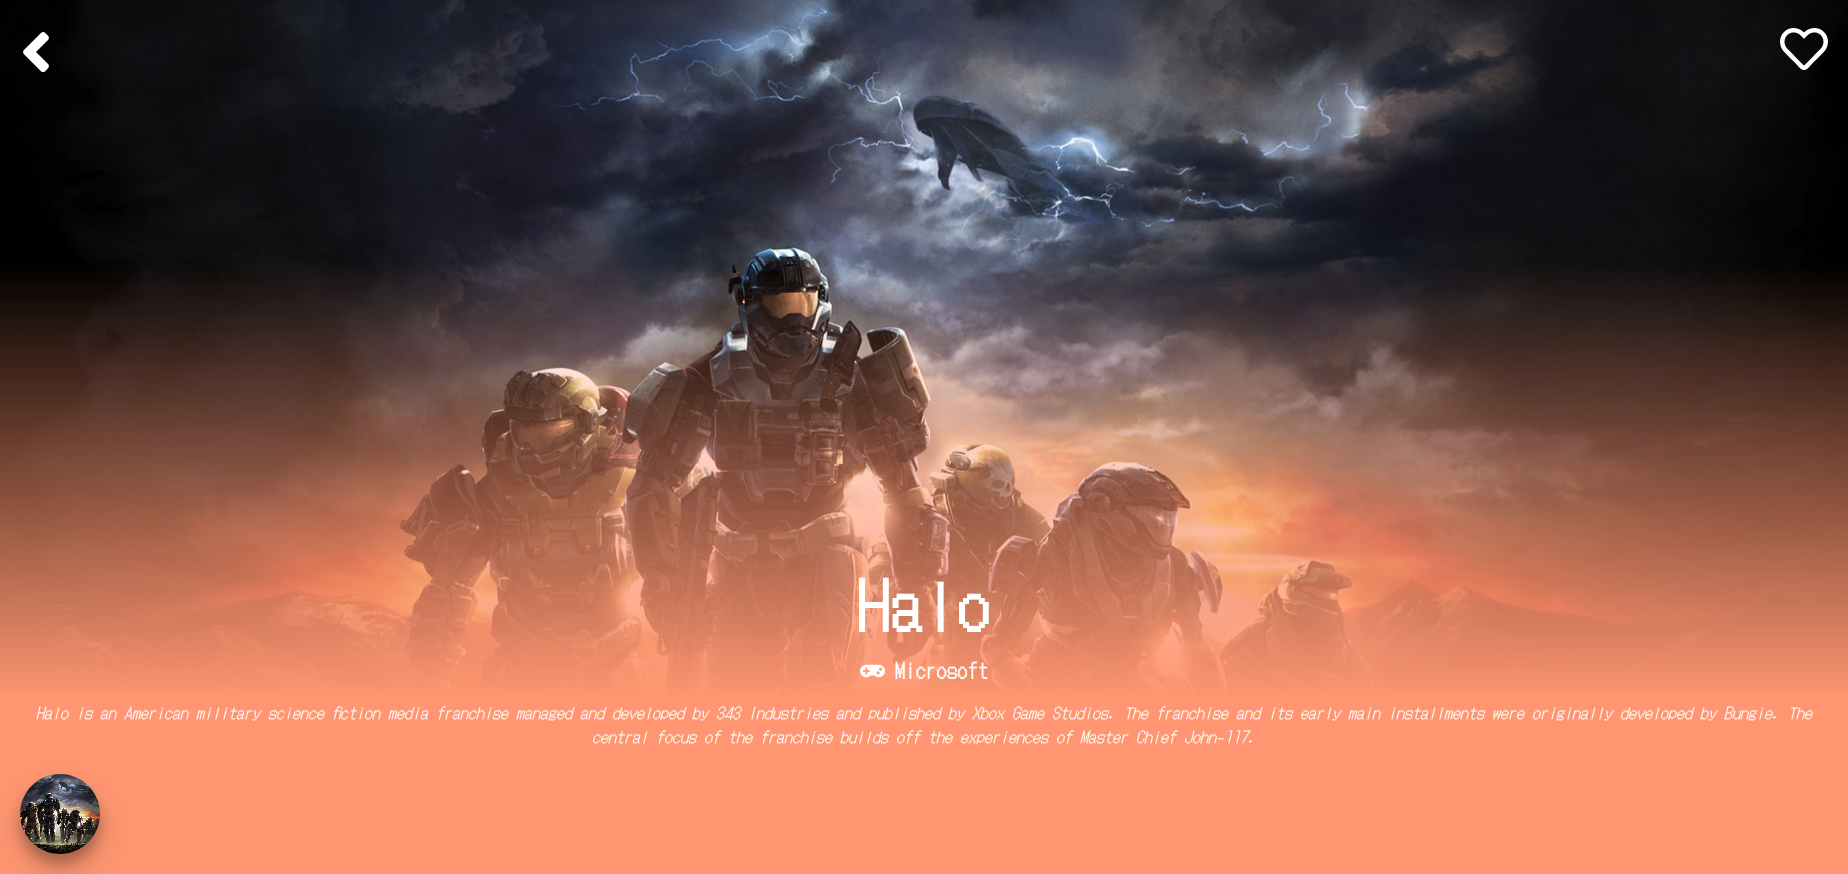 Halo
Microsoft
Halo is an American military science fiction media franchise managed and developed by 343 Industries and published by Xbox Game Studios. The franchise and its early main installments were originally developed by Bungie. The
central focus of the franchise builds off the experiences of Master Chief John-117.